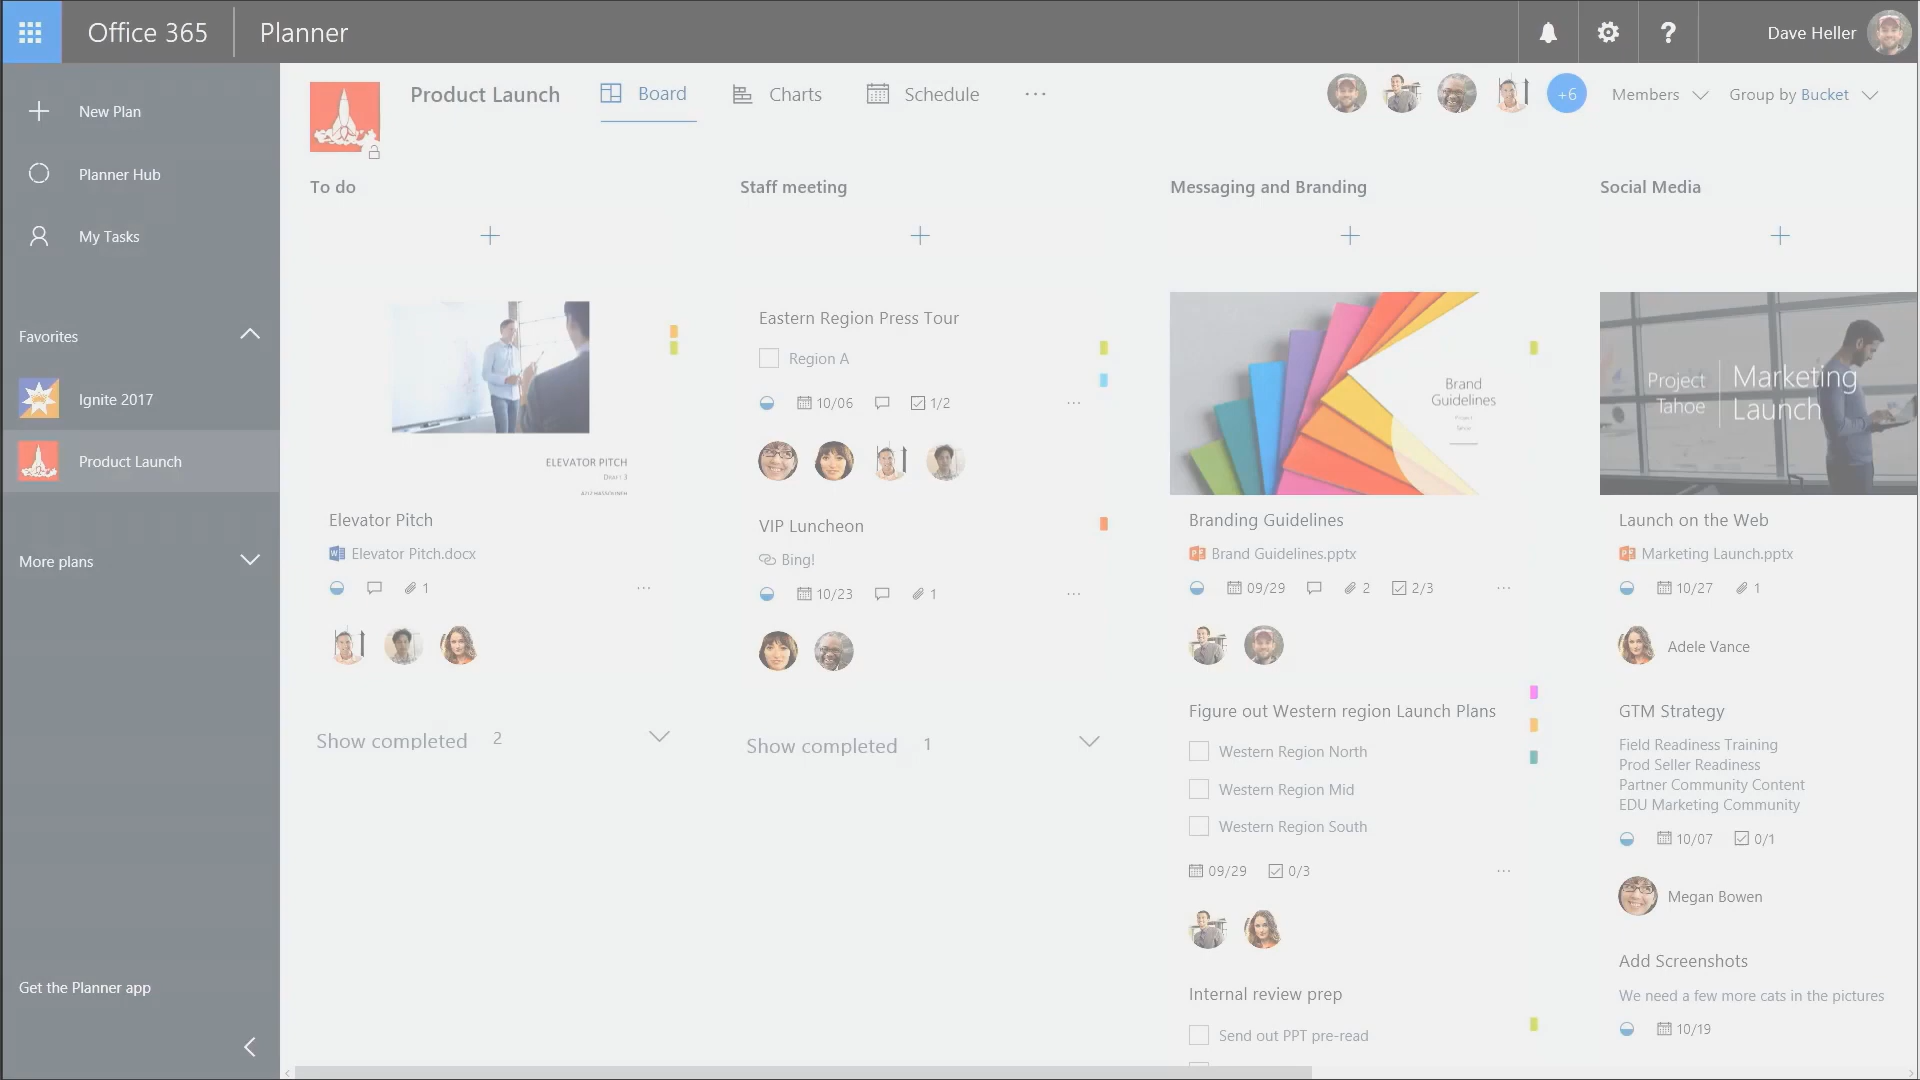 Office 365
Planner
Dave Heller
New Plan
Planner Hub
My Tasks
Favorites
Ignite 2017
Product Launch
More plans
Get the Planner app
Product Launch
Board
Charts
Schedule
+6
Members
Group by Bucket
To do
ELEVATOR PITCH
Elevator Pitch
Elevator Pitch.docx
1
Show completed 2
Staff meeting
Eastern Region Press Tour
Region A
10/06 1/2
VIP Luncheon
Bing!
10/23 1
Show completed 1
Messaging and Branding
Brand
Guidelines
Branding Guidelines
Brand Guidelines.pptx
09/29 2 2/3
Figure out Western region Launch Plans
Western Region North
Western Region Mid
Western Region South
09/29 0/3
Internal review prep
Send out PPT pre-read
Social Media
Project
Tahoe
Marketing
Launch
Launch on the Web
Marketing Launch.pptx
10/27 1
Adele Vance
GTM Strategy
Field Readiness Training
Prod Seller Readiness
Partner Community Content
EDU Marketing Community
10/07 0/1
Megan Bowen
Add Screenshots
We need a few more cats in the pictures
10/19